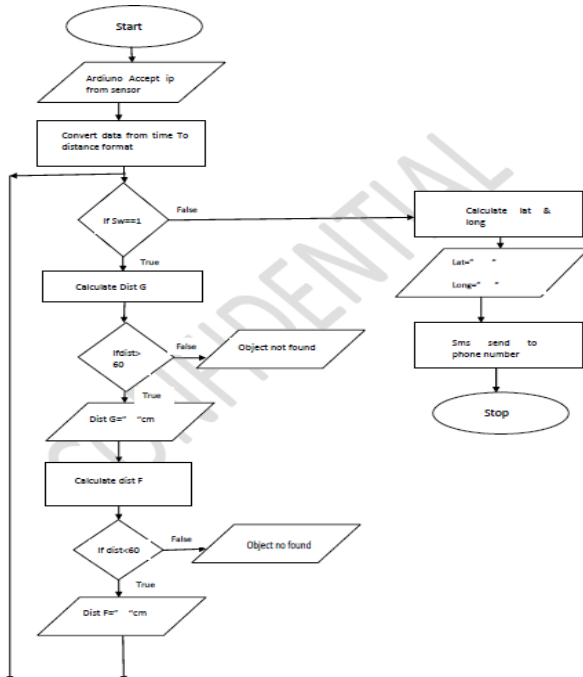 Start
Ardiuno Accept ip
from sensor
Convert data from time To
distance format
If Sw==1
False
True
Calculate lat &
long
Lat=" "
Long=" "
Sms send to
phone number
Stop
Calculate Dist G
Ifdist>
60
False
True
Object not found
Dist G=" "cm
Calculate dist F
If dist<60
False
True
Object no found
Dist F=" "cm
CONFIDENTIAL